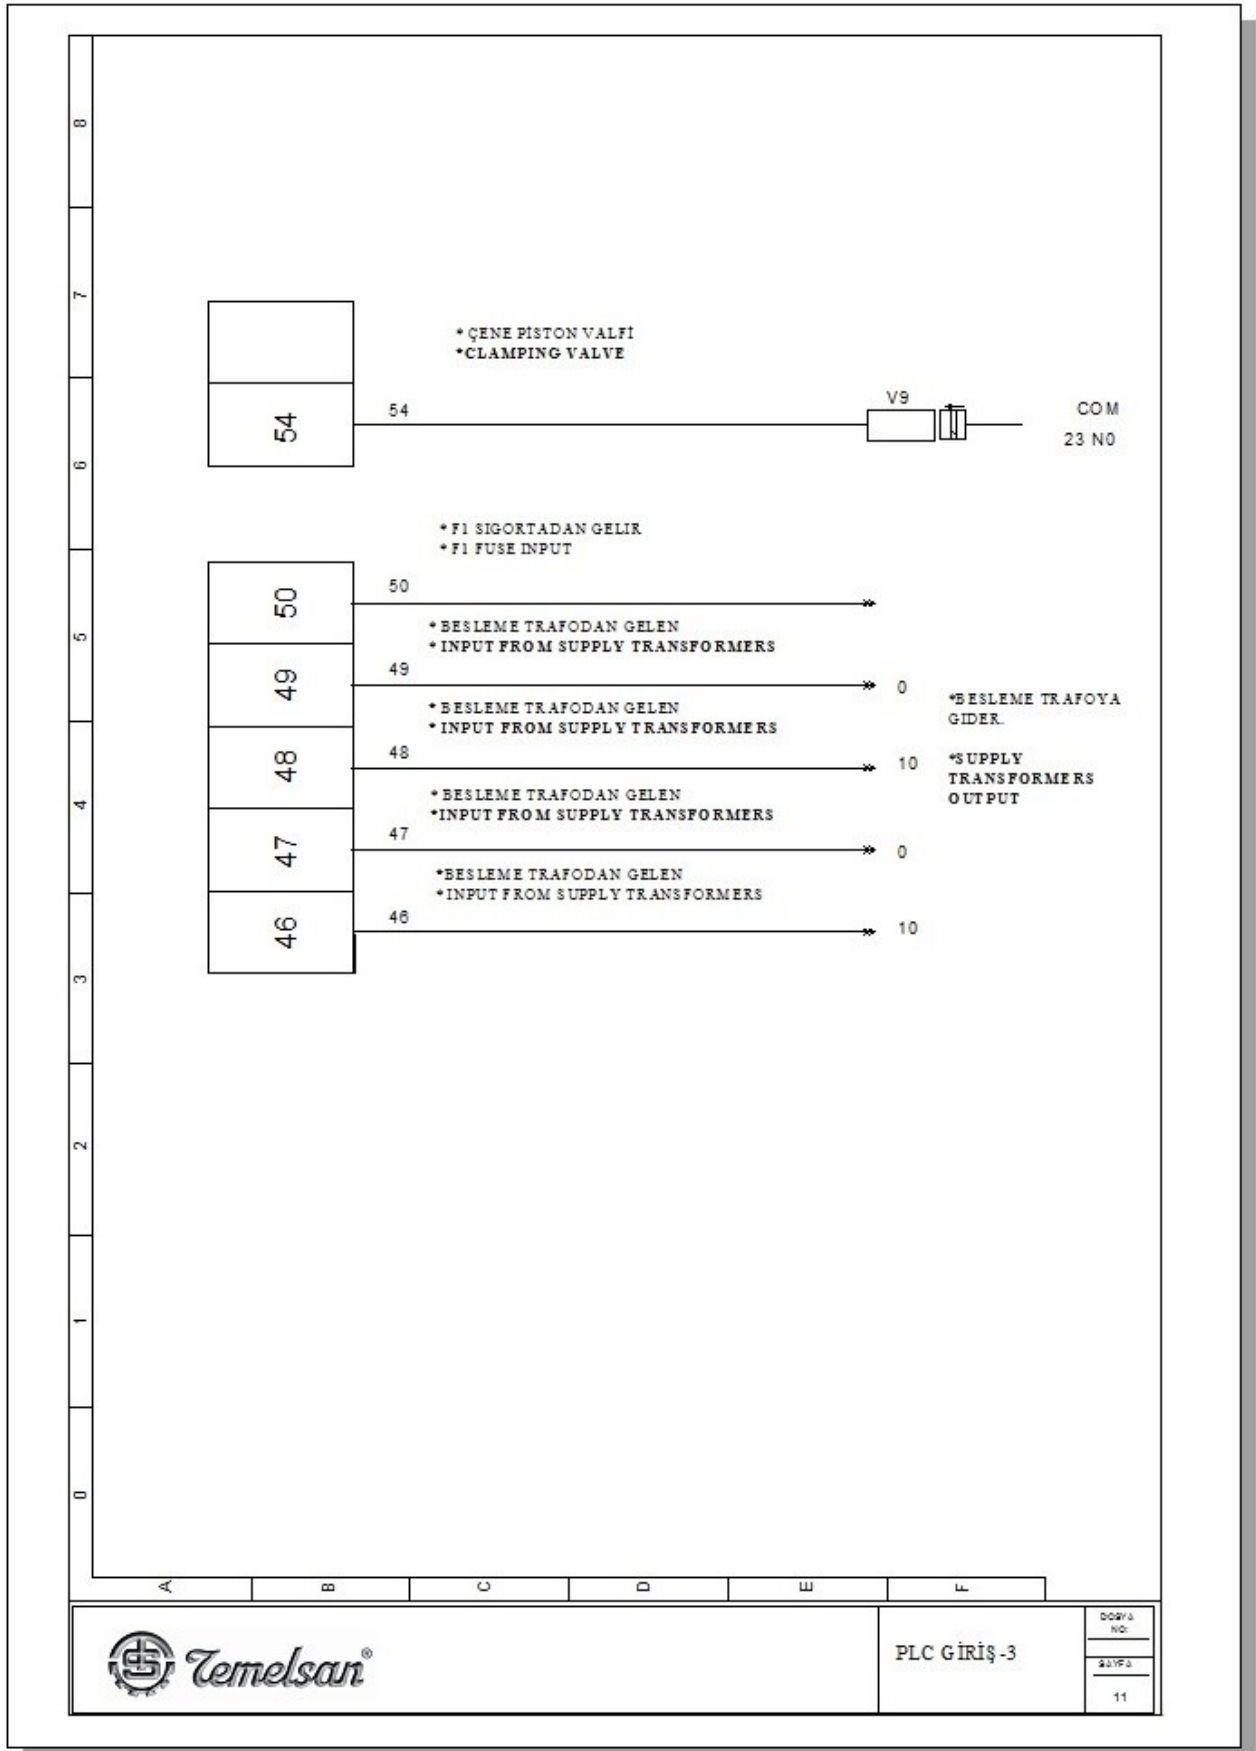 8
7
* ÇENE PİSTON VALFİ
*CLAMPING VALVE
V9
54
54
COM
23 N0
6
* F1 SIGORTADAN GELIR
* F1 FUSE INPUT
50
50
5
* BESLEME TRAFODAN GELEN
* INPUT FROM SUPPLY TRANSFORMERS
49
49
0
*BESLEME TRAFOYA
GIDER.
* BESLEME TRAFODAN GELEN
* INPUT FROM SUPPLY TRANSFORMERS
48
48
10
*SUPPLY
TRANSFORMERS
OUTPUT
4
* BESLEME TRAFODAN GELEN
*INPUT FROM SUPPLY TRANSFORMERS
47
47
0
*BESLEME TRAFODAN GELEN
*INPUT FROM SUPPLY TRANSFORMERS
46
46
10
3
2
1
0
A B C D E F
Temelsan®
PLC GİRİŞ-3
DOSYA
NO:
SAYFA
11